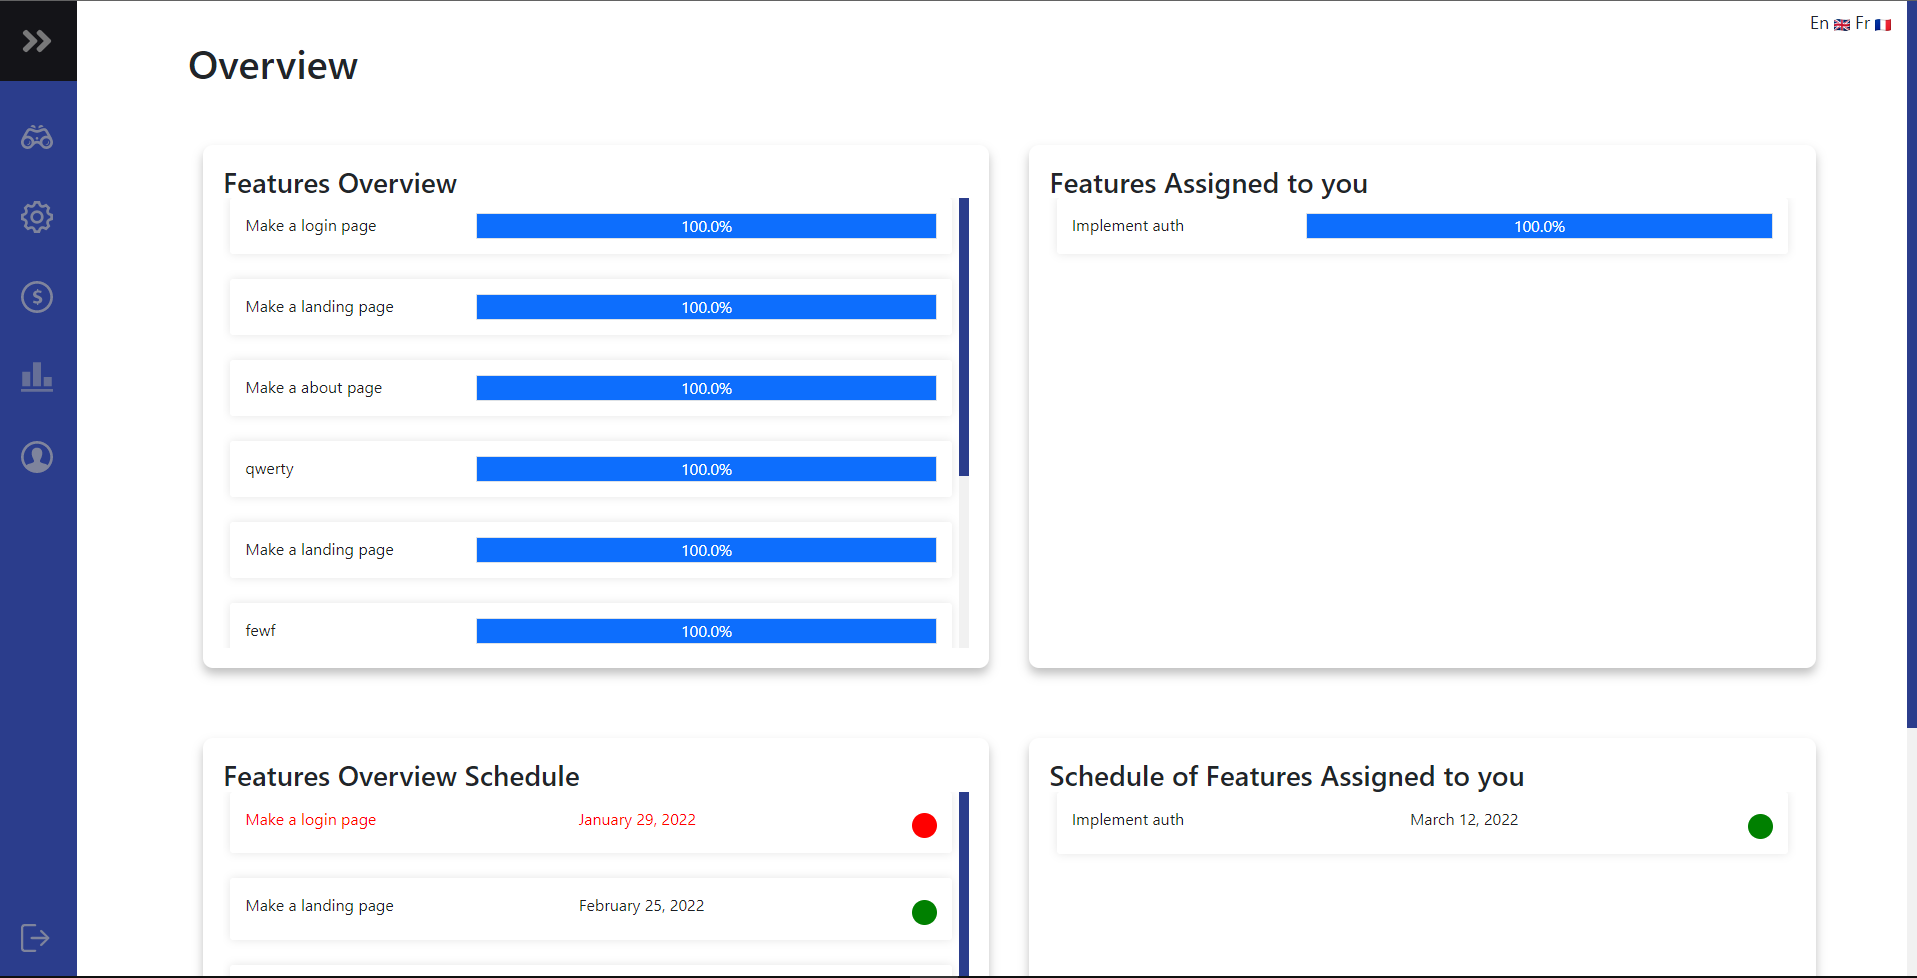 En Fr
Overview
Features Overview
Make a login page 100.0%
Make a landing page 100.0%
Make a about page 100.0%
qwerty 100.0%
Make a landing page 100.0%
fewf 100.0%
Features Assigned to you
Implement auth 100.0%
Features Overview Schedule
Make a login page January 29, 2022
Make a landing page February 25, 2022
Schedule of Features Assigned to you
Implement auth March 12, 2022